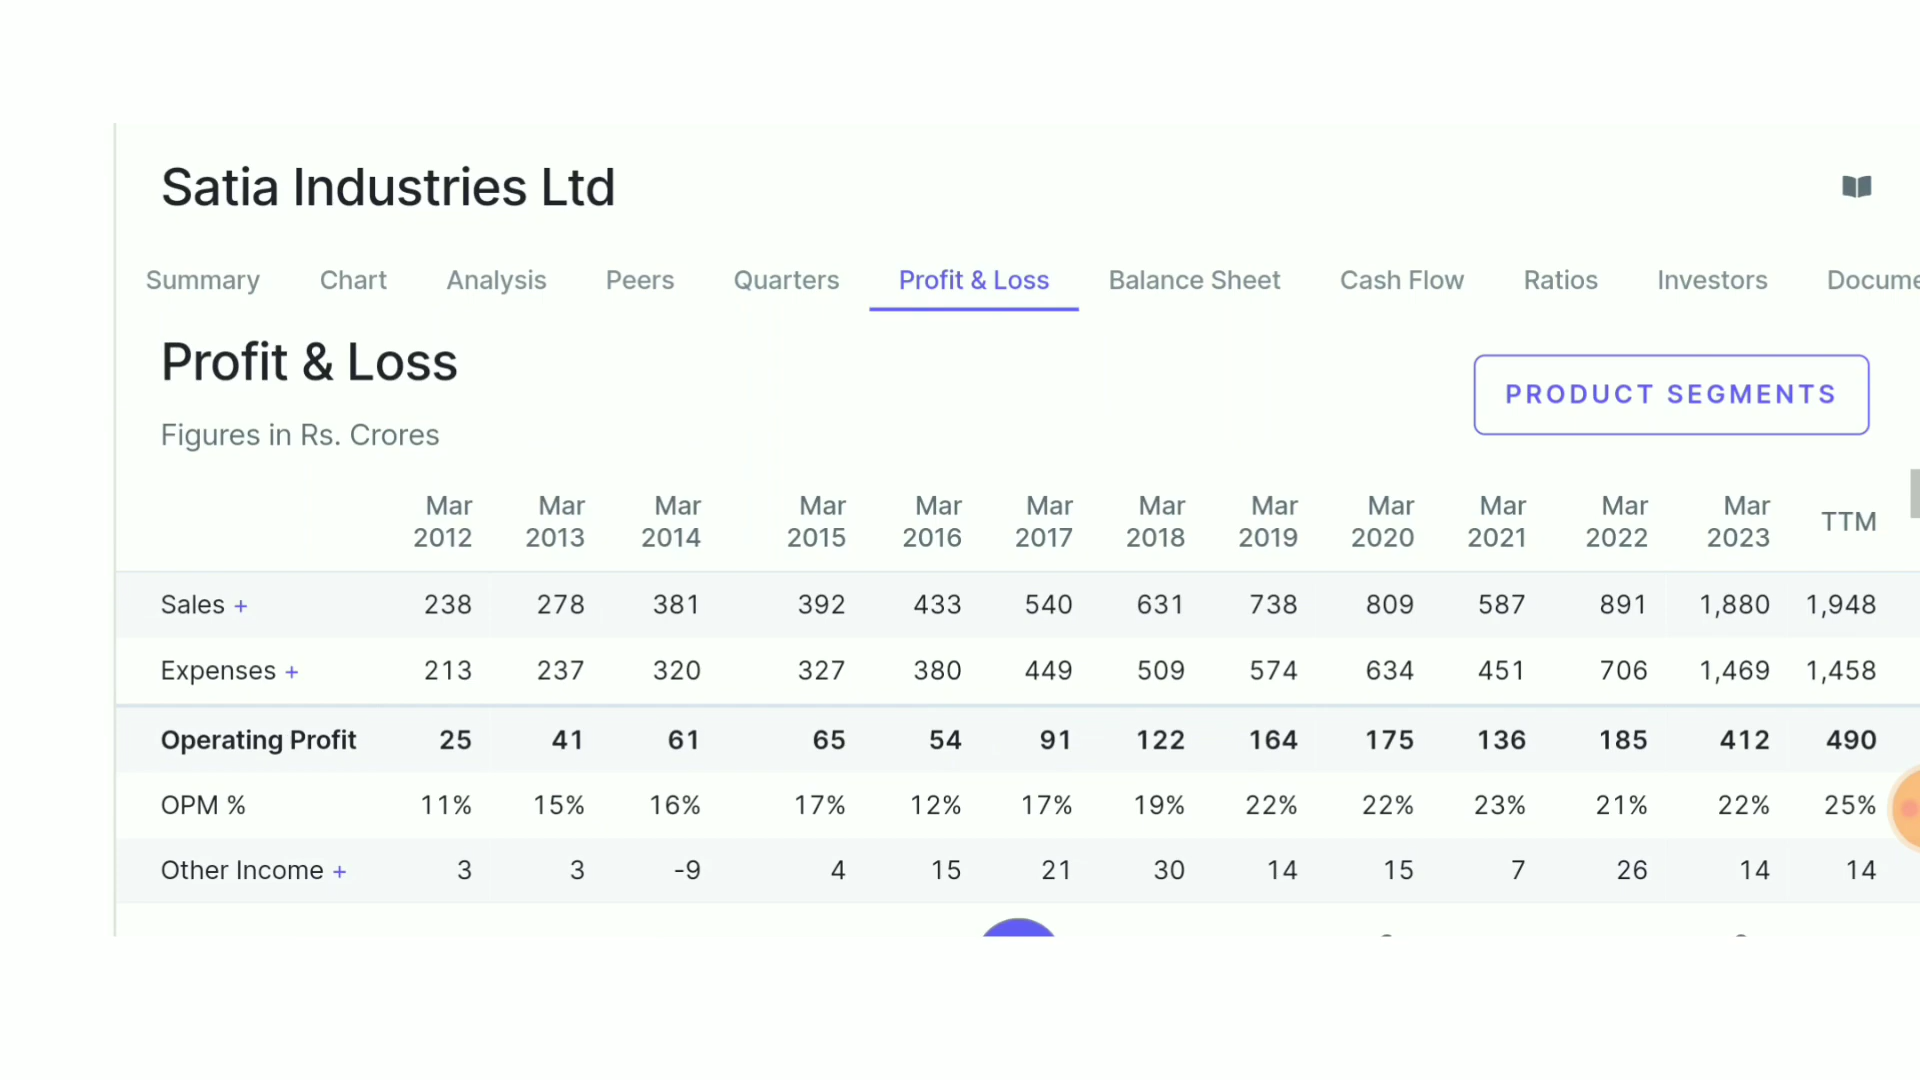 Satia Industries Ltd
Summary Chart Analysis Peers Quarters Profit & Loss Balance Sheet Cash Flow Ratios Investors Docume
Profit & Loss
PRODUCT SEGMENTS
Figures in Rs. Crores
Mar 2012 Mar 2013 Mar 2014 Mar 2015 Mar 2016 Mar 2017 Mar 2018 Mar 2019 Mar 2020 Mar 2021 Mar 2022 Mar 2023 TTM
Sales + 238 278 381 392 433 540 631 738 809 587 891 1,880 1,948
Expenses + 213 237 320 327 380 449 509 574 634 451 706 1,469 1,458
Operating Profit 25 41 61 65 54 91 122 164 175 136 185 412 490
OPM % 11% 15% 16% 17% 12% 17% 19% 22% 22% 23% 21% 22% 25%
Other Income + 3 3 -9 4 15 21 30 14 15 7 26 14 14